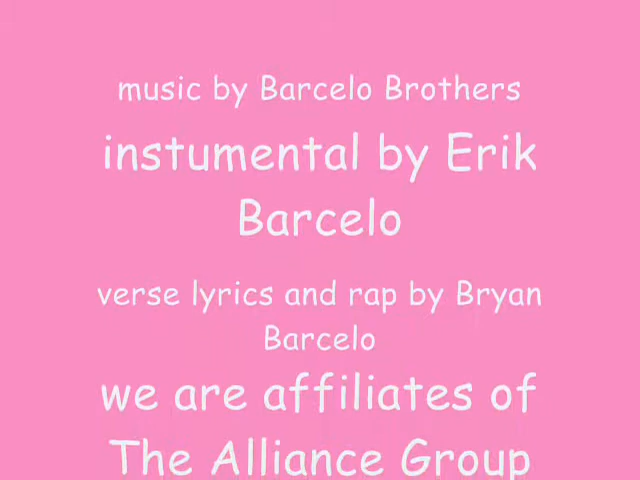 music by Barcelo Brothers
instumental by Erik
Barcelo
verse lyrics and rap by Bryan
Barcelo
we are affiliates of
The Alliance Group